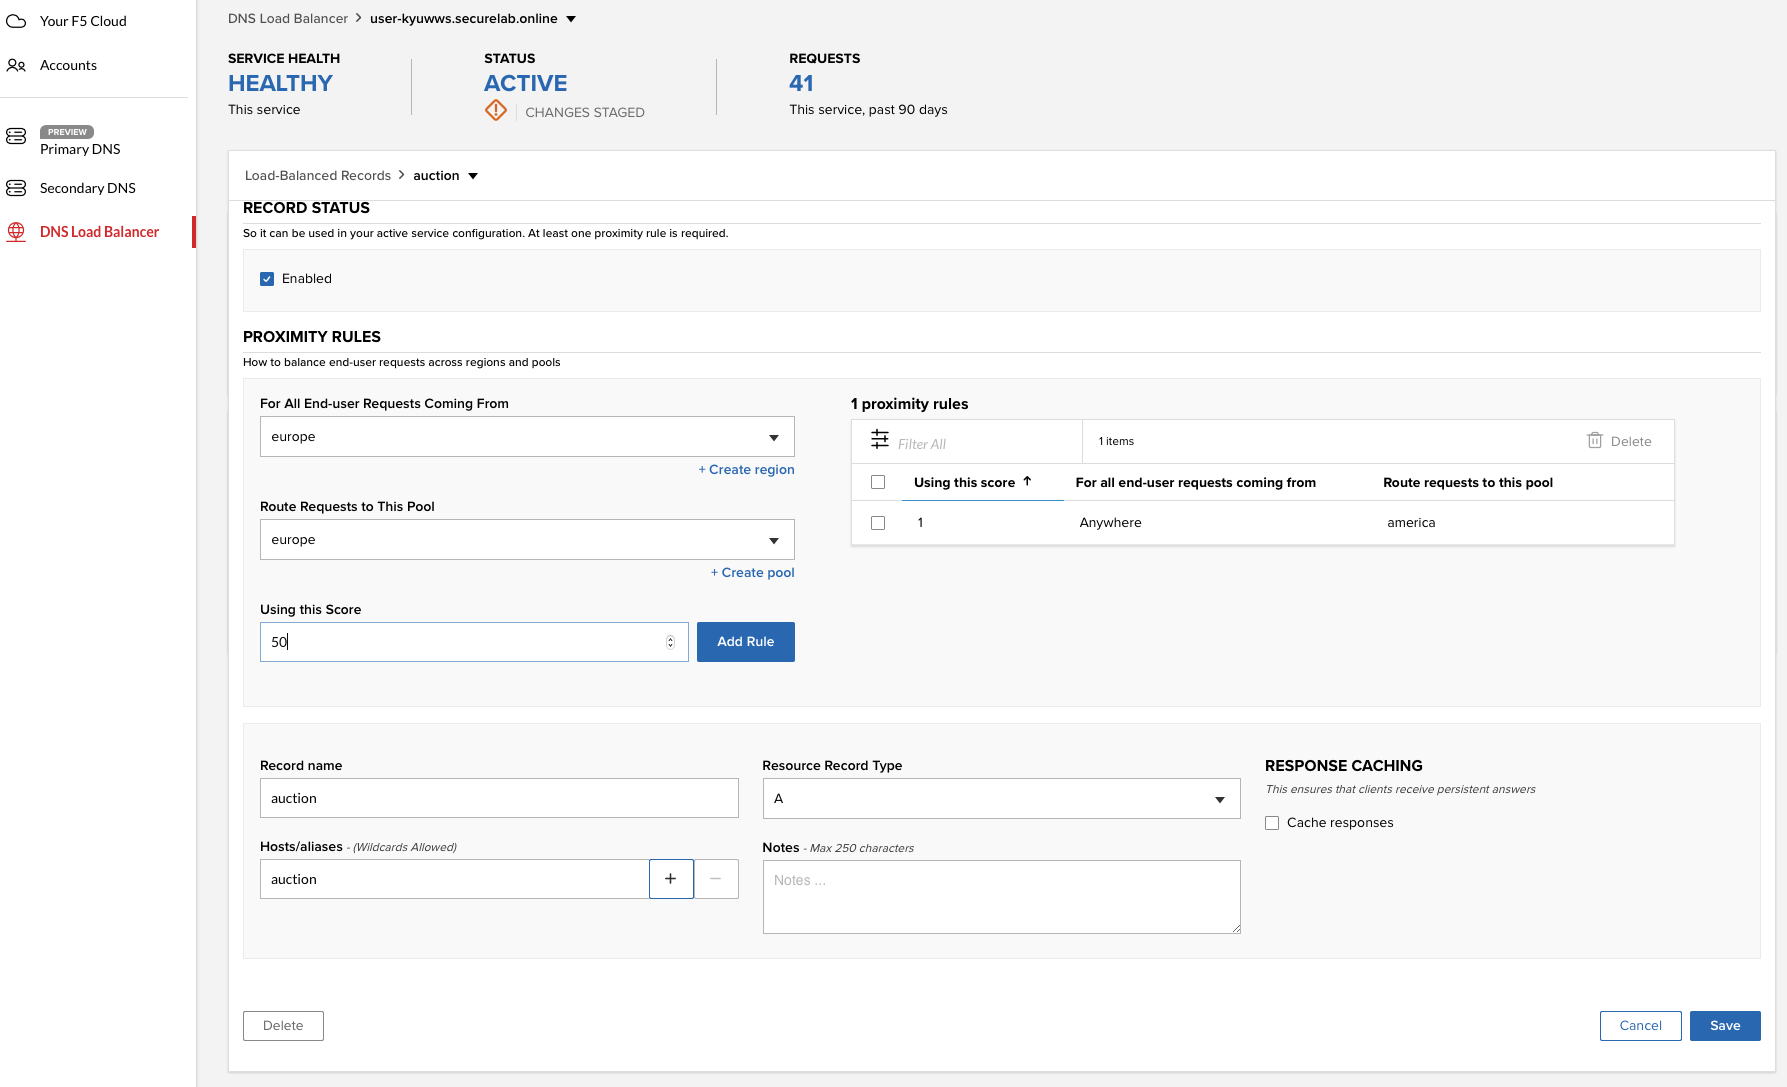 Your F5 Cloud
Accounts
PREVIEW
Primary DNS
Secondary DNS
DNS Load Balancer
DNS Load Balancer > user-kyuwws.securelab.online
SERVICE HEALTH
HEALTHY
This service
STATUS
ACTIVE
CHANGES STAGED
REQUESTS
41
This service, past 90 days
Load-Balanced Records > auction
RECORD STATUS
So it can be used in your active service configuration. At least one proximity rule is required.
Enabled
PROXIMITY RULES
How to balance end-user requests across regions and pools
For All End-user Requests Coming From
europe
+ Create region
Route Requests to This Pool
europe
+ Create pool
Using this Score
50
Add Rule
1 proximity rules
Filter All
1 items
Delete
Using this score
For all end-user requests coming from
Route requests to this pool
1
Anywhere
america
Record name
auction
Hosts/aliases - (Wildcards Allowed)
auction
+
−
Resource Record Type
A
Notes - Max 250 characters
Notes ...
RESPONSE CACHING
This ensures that clients receive persistent answers
Cache responses
Delete
Cancel
Save